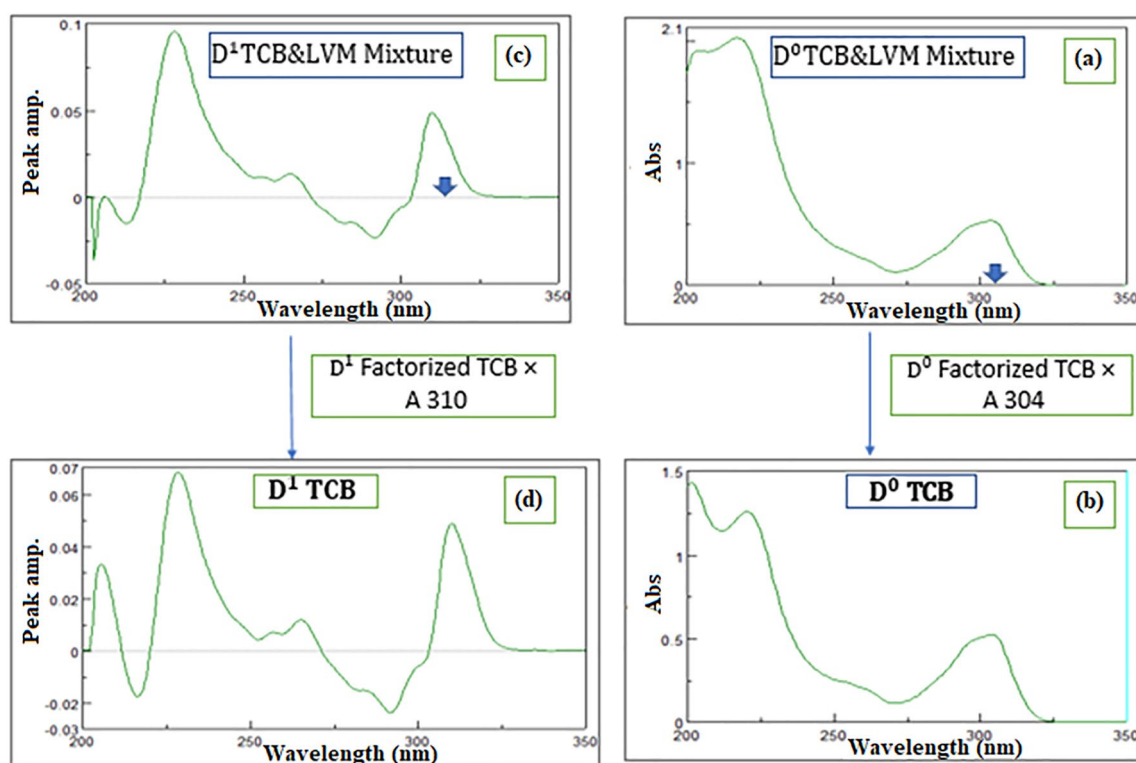 D¹ TCB&LVM Mixture
(c)
Peak amp.
0.1
0.05
0
-0.05
200
250
300
350
Wavelength (nm)
D⁰ TCB&LVM Mixture
(a)
Abs
2.1
1
0
200
250
300
350
Wavelength (nm)
D¹ Factorized TCB ×
A 310
D⁰ Factorized TCB ×
A 304
D¹ TCB
(d)
Peak amp.
0.07
0.06
0.04
0.02
0
-0.02
-0.03
200
250
300
350
Wavelength (nm)
D⁰ TCB
(b)
Abs
1.5
1
0.5
0
200
250
300
350
Wavelength (nm)